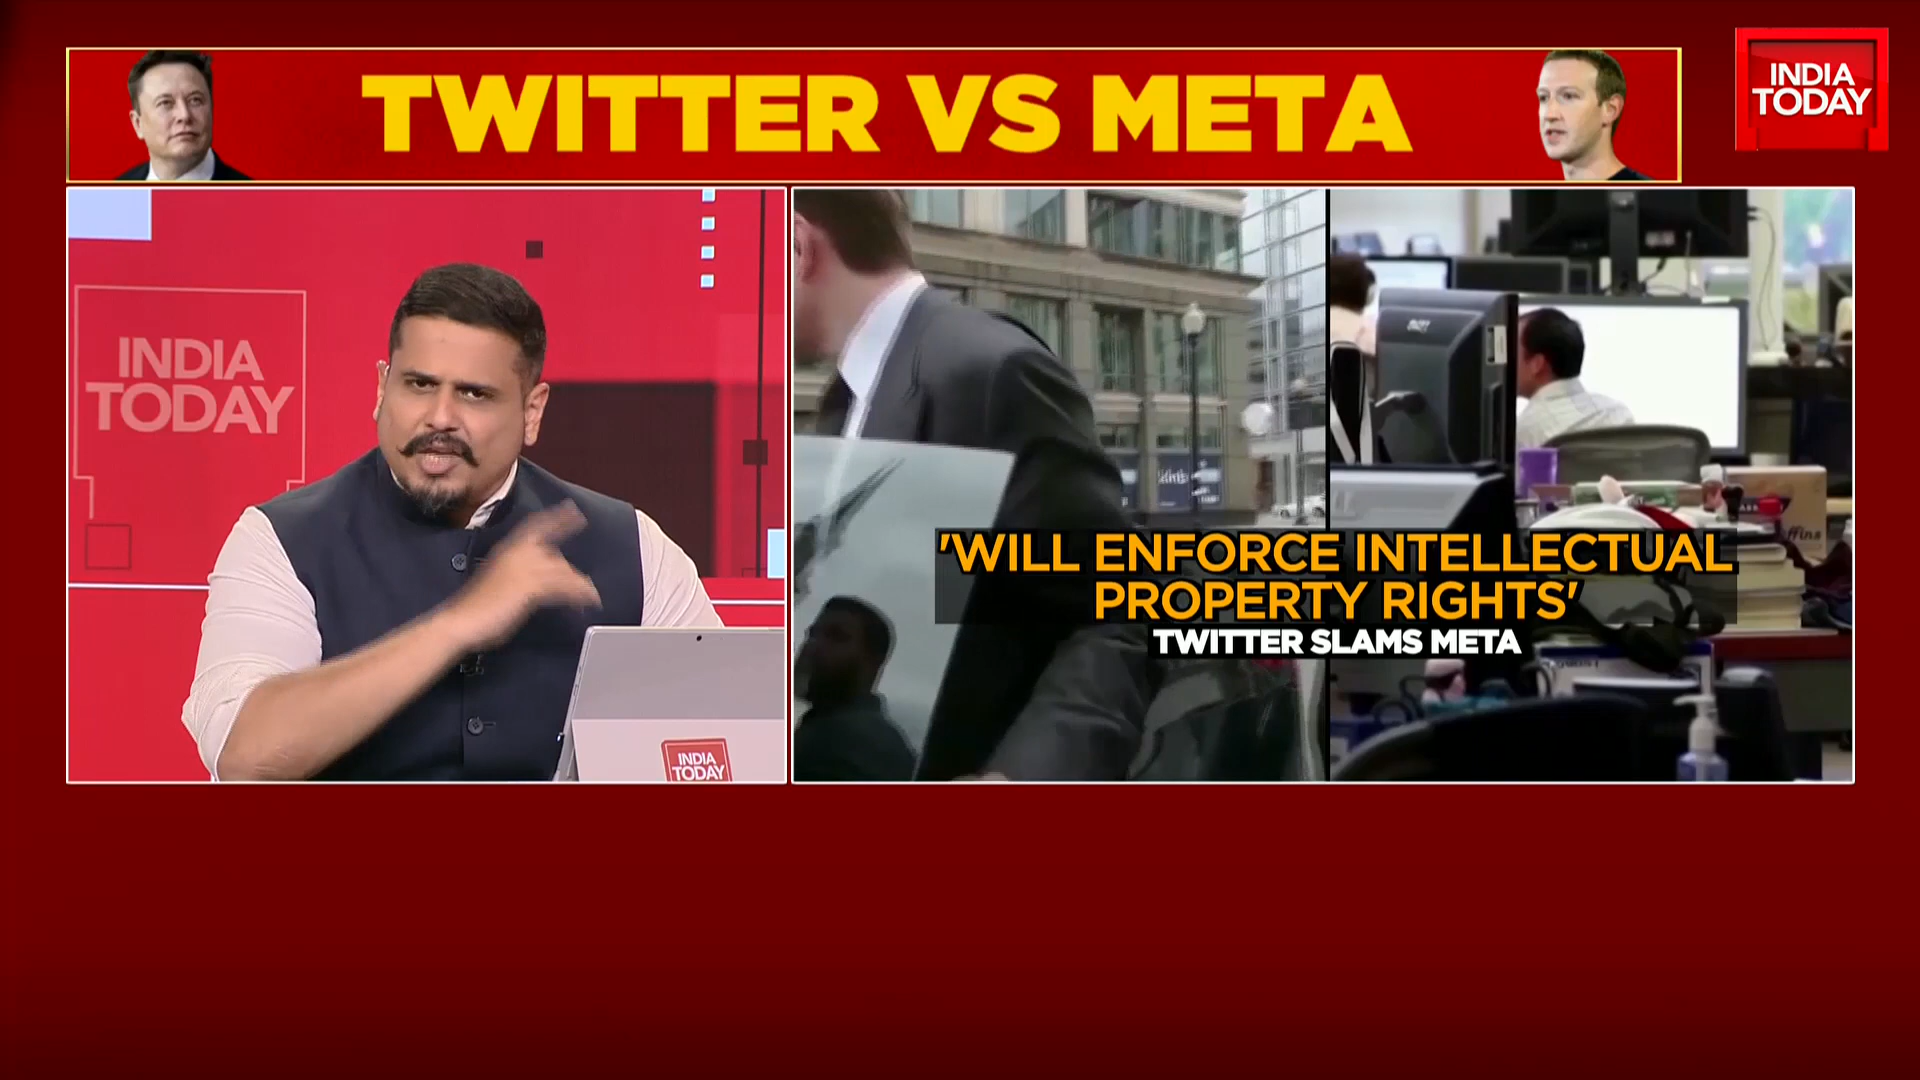 TWITTER VS META
INDIA
TODAY
INDIA
TODAY
'WILL ENFORCE INTELLECTUAL
PROPERTY RIGHTS'
TWITTER SLAMS META
INDIA
TODAY